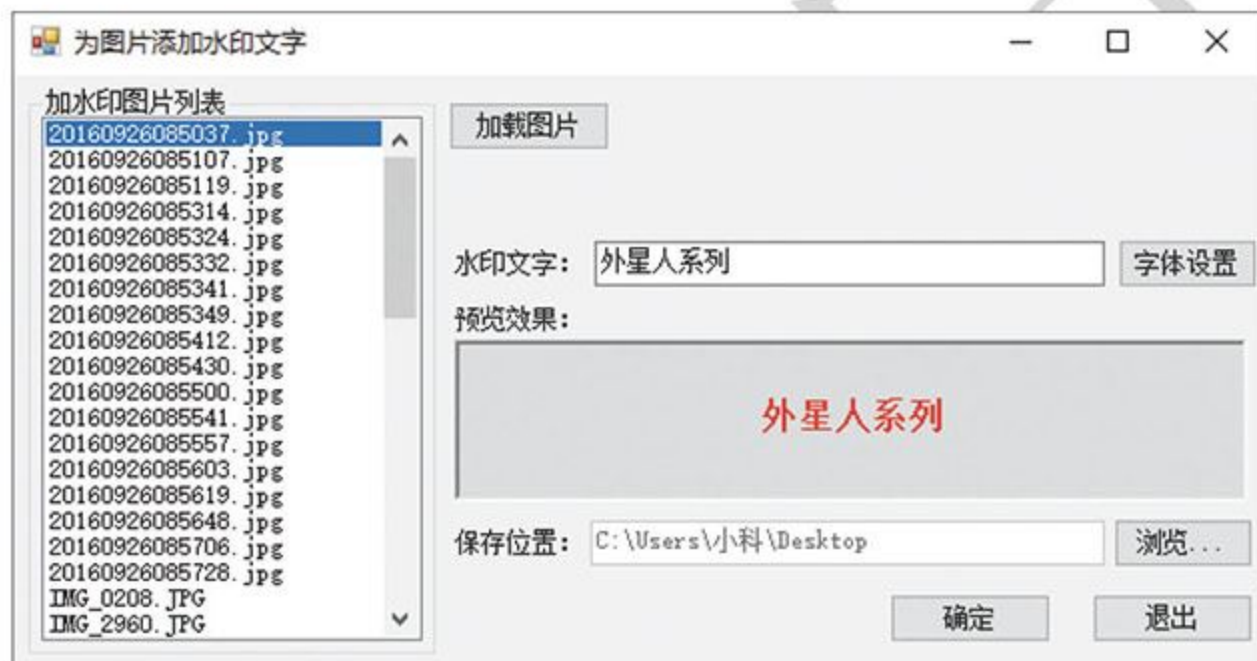 为图片添加水印文字
加水印图片列表
20160926085037.jpg
20160926085107.jpg
20160926085119.jpg
20160926085314.jpg
20160926085324.jpg
20160926085332.jpg
20160926085341.jpg
20160926085349.jpg
20160926085412.jpg
20160926085430.jpg
20160926085500.jpg
20160926085541.jpg
20160926085557.jpg
20160926085603.jpg
20160926085619.jpg
20160926085648.jpg
20160926085706.jpg
20160926085728.jpg
IMG_0208.JPG
IMG_2960.JPG
加载图片
水印文字： 外星人系列 字体设置
预览效果：
外星人系列
保存位置： C:\Users\小科\Desktop 浏览...
确定 退出